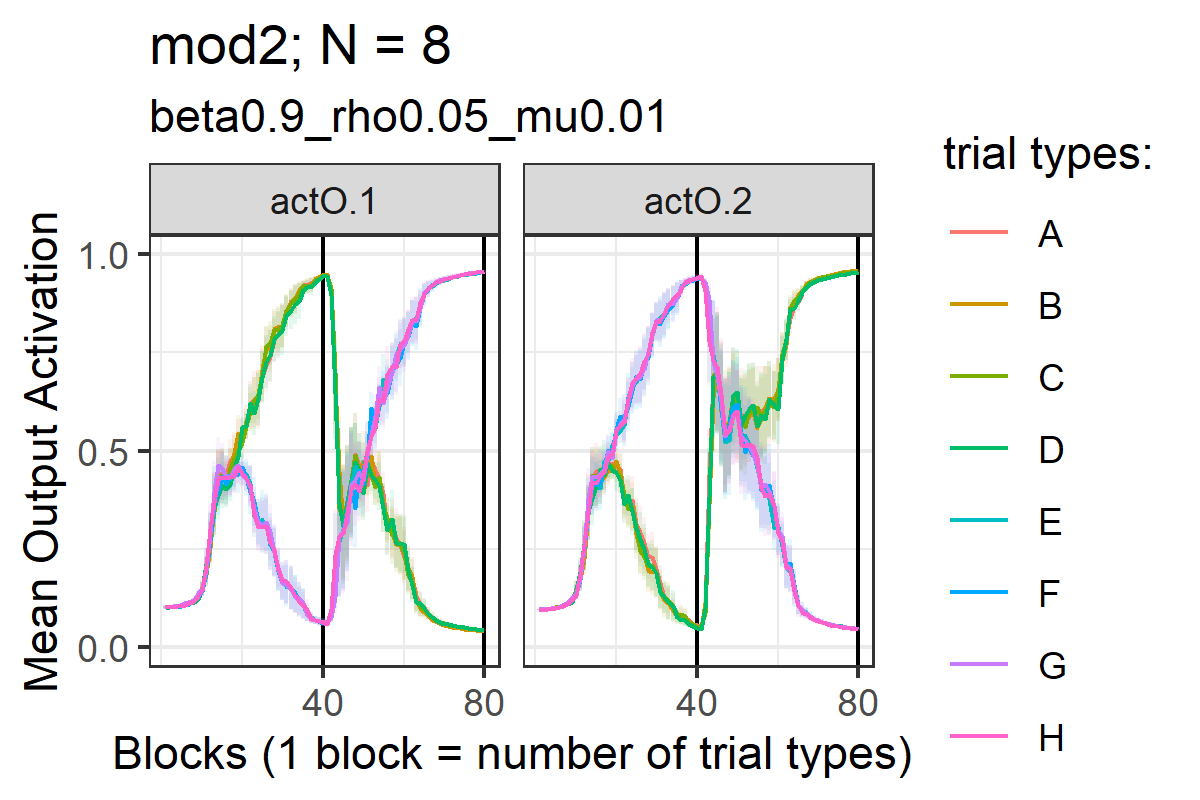 mod2; N = 8
beta0.9_rho0.05_mu0.01
trial types:
actO.1
actO.2
A
B
C
D
E
F
G
H
Mean Output Activation
1.0
0.5
0.0
40
80
40
80
Blocks (1 block = number of trial types)